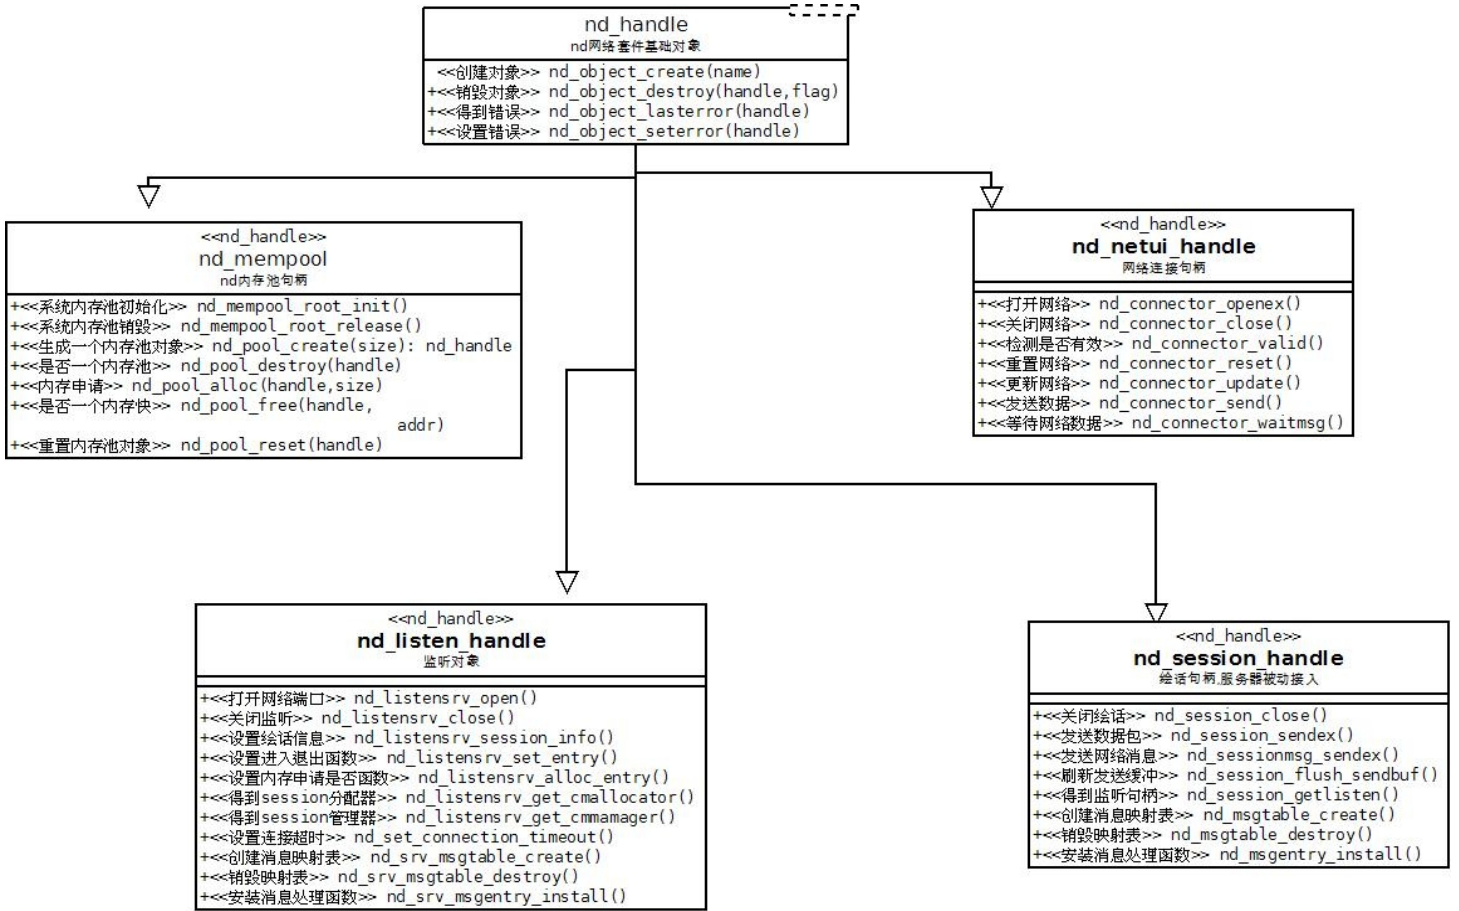 nd_handle
nd网络套件基础对象
<<创建对象>> nd_object_create(name)
+<<销毁对象>> nd_object_destroy(handle,flag)
+<<得到错误>> nd_object_lasterror(handle)
+<<设置错误>> nd_object_seterror(handle)
<<nd_handle>>
nd_mempool
nd内存池句柄
+<<系统内存池初始化>> nd_mempool_root_init()
+<<系统内存池销毁>> nd_mempool_root_release()
+<<生成一个内存池对象>> nd_pool_create(size): nd_handle
+<<是否一个内存池>> nd_pool_destroy(handle)
+<<内存申请>> nd_pool_alloc(handle,size)
+<<是否一个内存快>> nd_pool_free(handle,
addr)
+<<重置内存池对象>> nd_pool_reset(handle)
<<nd_handle>>
nd_netui_handle
网络连接句柄
+<<打开网络>> nd_connector_openex()
+<<关闭网络>> nd_connector_close()
+<<检测是否有效>> nd_connector_valid()
+<<重置网络>> nd_connector_reset()
+<<更新网络>> nd_connector_update()
+<<发送数据>> nd_connector_send()
+<<等待网络数据>> nd_connector_waitmsg()
<<nd_handle>>
nd_listen_handle
监听对象
+<<打开网络端口>> nd_listensrv_open()
+<<关闭监听>> nd_listensrv_close()
+<<设置绘话信息>> nd_listensrv_session_info()
+<<设置进入退出函数>> nd_listensrv_set_entry()
+<<设置内存申请是否函数>> nd_listensrv_alloc_entry()
+<<得到session分配器>> nd_listensrv_get_cmallocator()
+<<得到session管理器>> nd_listensrv_get_cmmamager()
+<<设置连接超时>> nd_set_connection_timeout()
+<<创建消息映射表>> nd_srv_msgtable_create()
+<<销毁映射表>> nd_srv_msgtable_destroy()
+<<安装消息处理函数>> nd_srv_msgentry_install()
<<nd_handle>>
nd_session_handle
绘话句柄,服务器被动接入
+<<关闭绘话>> nd_session_close()
+<<发送数据包>> nd_session_sendex()
+<<发送网络消息>> nd_sessionmsg_sendex()
+<<刷新发送缓冲>> nd_session_flush_sendbuf()
+<<得到监听句柄>> nd_session_getlisten()
+<<创建消息映射表>> nd_msgtable_create()
+<<销毁映射表>> nd_msgtable_destroy()
+<<安装消息处理函数>> nd_msgentry_install()